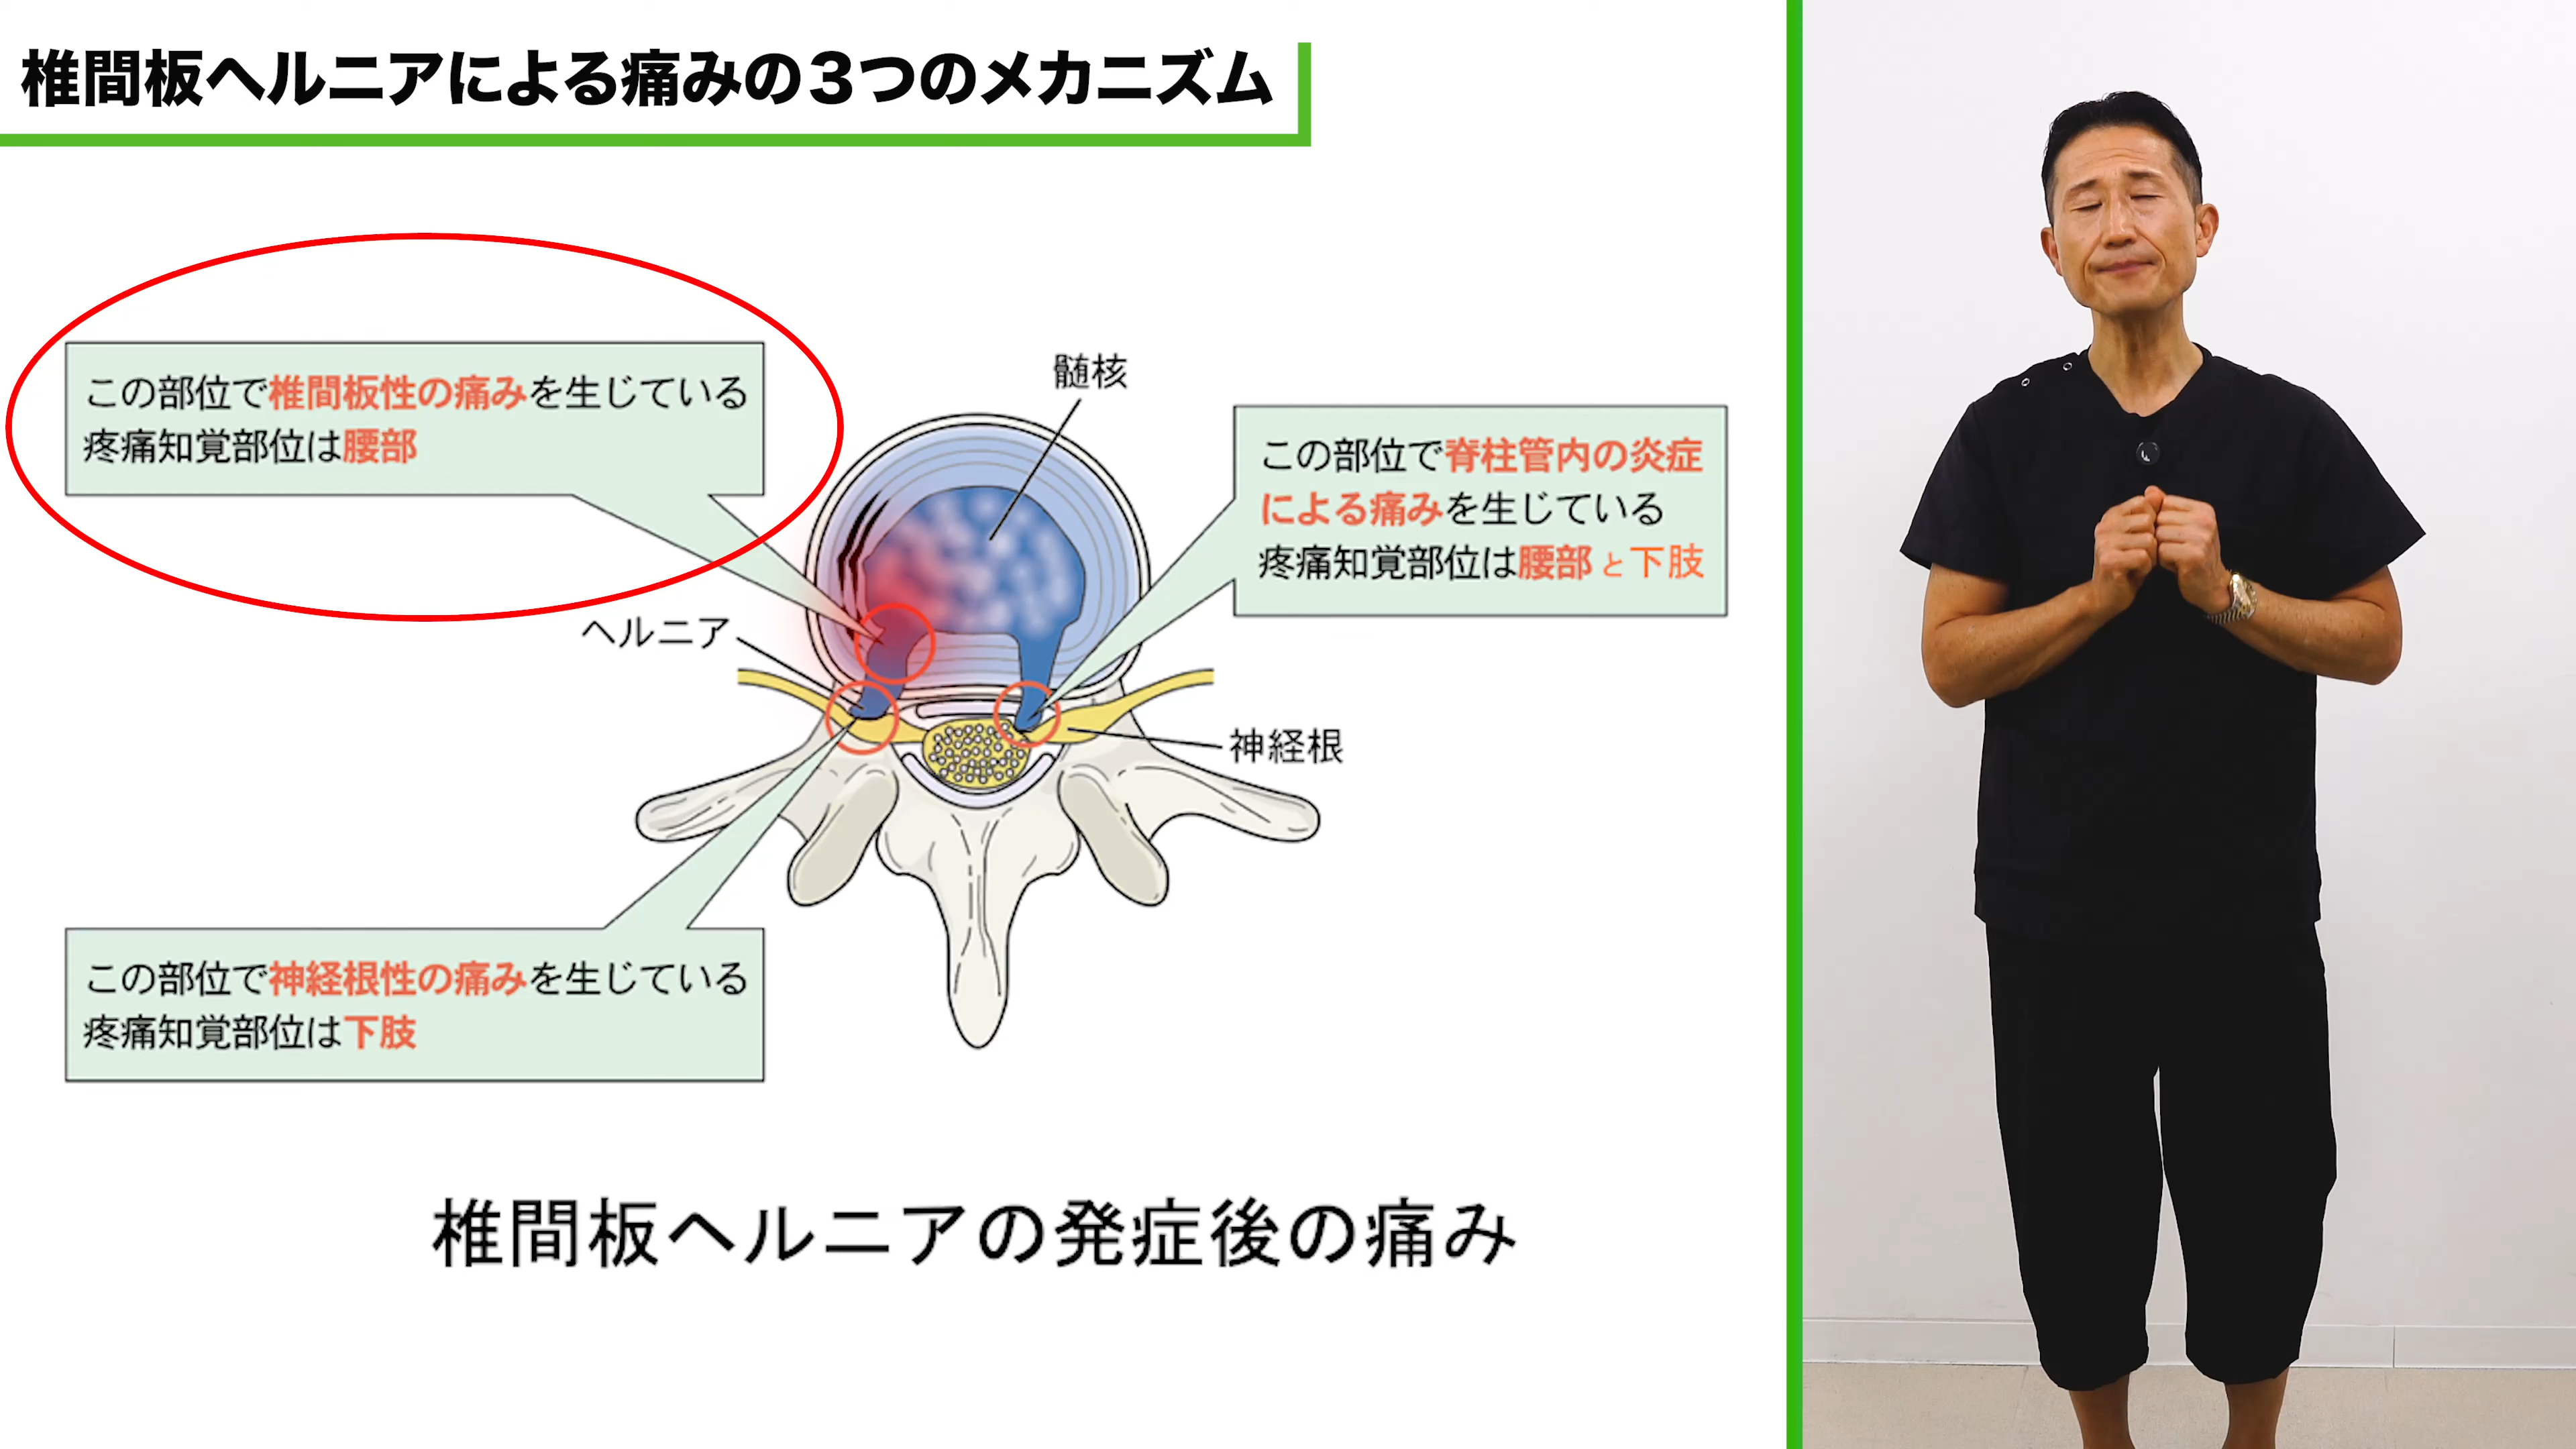 椎間板ヘルニアによる痛みの３つのメカニズム
この部位で椎間板性の痛みを生じている
疼痛知覚部位は腰部
髄核
この部位で脊柱管内の炎症
による痛みを生じている
疼痛知覚部位は腰部と下肢
ヘルニア
神経根
この部位で神経根性の痛みを生じている
疼痛知覚部位は下肢
椎間板ヘルニアの発症後の痛み